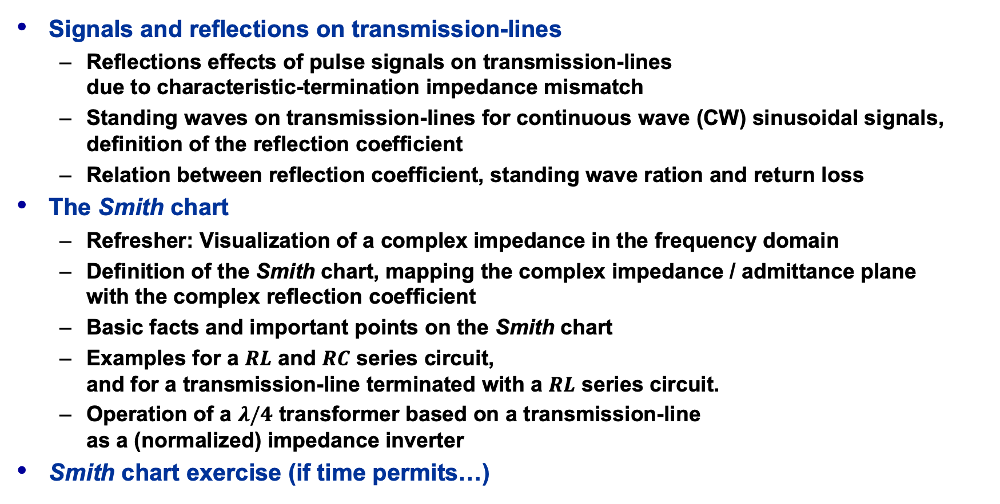 • Signals and reflections on transmission-lines
– Reflections effects of pulse signals on transmission-lines
due to characteristic-termination impedance mismatch
– Standing waves on transmission-lines for continuous wave (CW) sinusoidal signals,
definition of the reflection coefficient
– Relation between reflection coefficient, standing wave ration and return loss
• The Smith chart
– Refresher: Visualization of a complex impedance in the frequency domain
– Definition of the Smith chart, mapping the complex impedance / admittance plane
with the complex reflection coefficient
– Basic facts and important points on the Smith chart
– Examples for a RL and RC series circuit,
and for a transmission-line terminated with a RL series circuit.
– Operation of a λ/4 transformer based on a transmission-line
as a (normalized) impedance inverter
• Smith chart exercise (if time permits…)